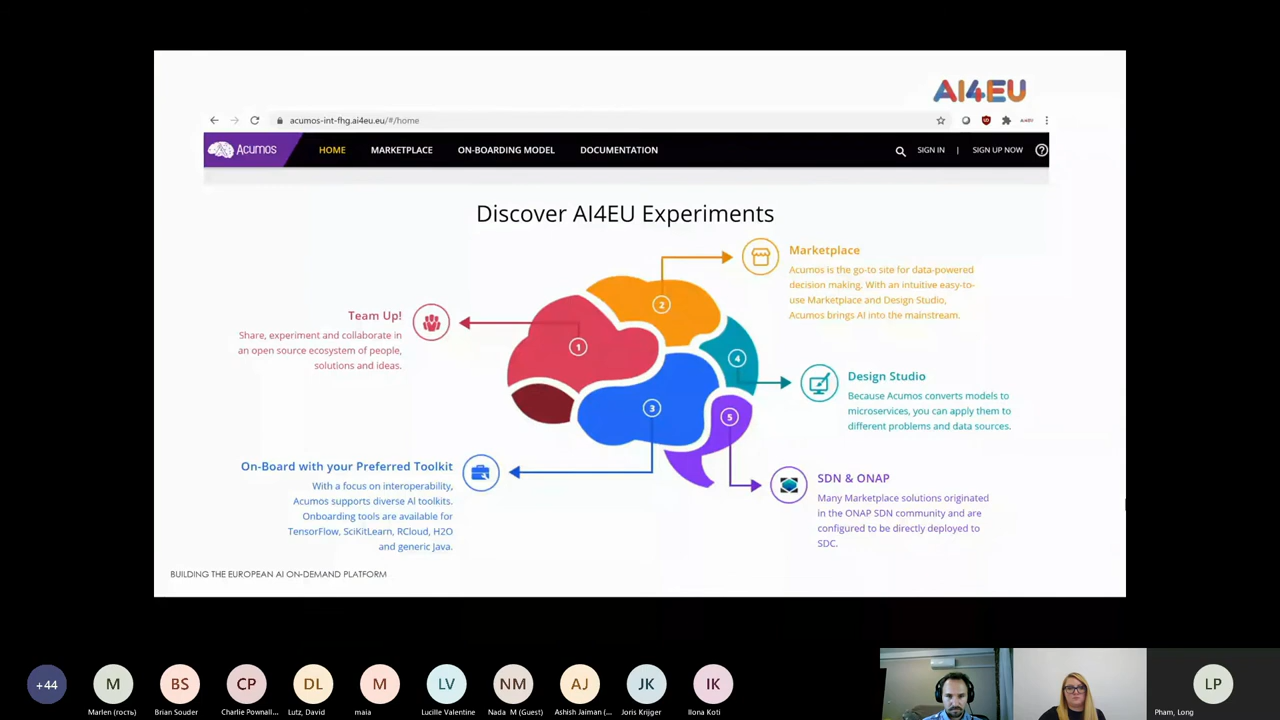 AI4EU
acumos-int-fhg.ai4eu.eu/#/home
Acumos
HOME
MARKETPLACE
ON-BOARDING MODEL
DOCUMENTATION
SIGN IN | SIGN UP NOW
Discover AI4EU Experiments
Team Up!
Share, experiment and collaborate in
an open source ecosystem of people,
solutions and ideas.
1
2
Marketplace
Acumos is the go-to site for data-powered
decision making. With an intuitive easy-to-
use Marketplace and Design Studio,
Acumos brings AI into the mainstream.
4
Design Studio
Because Acumos converts models to
microservices, you can apply them to
different problems and data sources.
3
On-Board with your Preferred Toolkit
With a focus on interoperability,
Acumos supports diverse AI toolkits.
Onboarding tools are available for
TensorFlow, SciKitLearn, RCloud, H2O
and generic Java.
5
SDN & ONAP
Many Marketplace solutions originated
in the ONAP SDN community and are
configured to be directly deployed to
SDC.
BUILDING THE EUROPEAN AI ON-DEMAND PLATFORM
+44
M
BS
CP
DL
M
LV
NM
AJ
JK
IK
LP
Marlen (гость)
Brian Souder
Charlie Pownall...
Lutz, David
maia
Lucille Valentine
Nada M (Guest)
Ashish Jaiman (...
Joris Krijger
Ilona Koti
Pham, Long